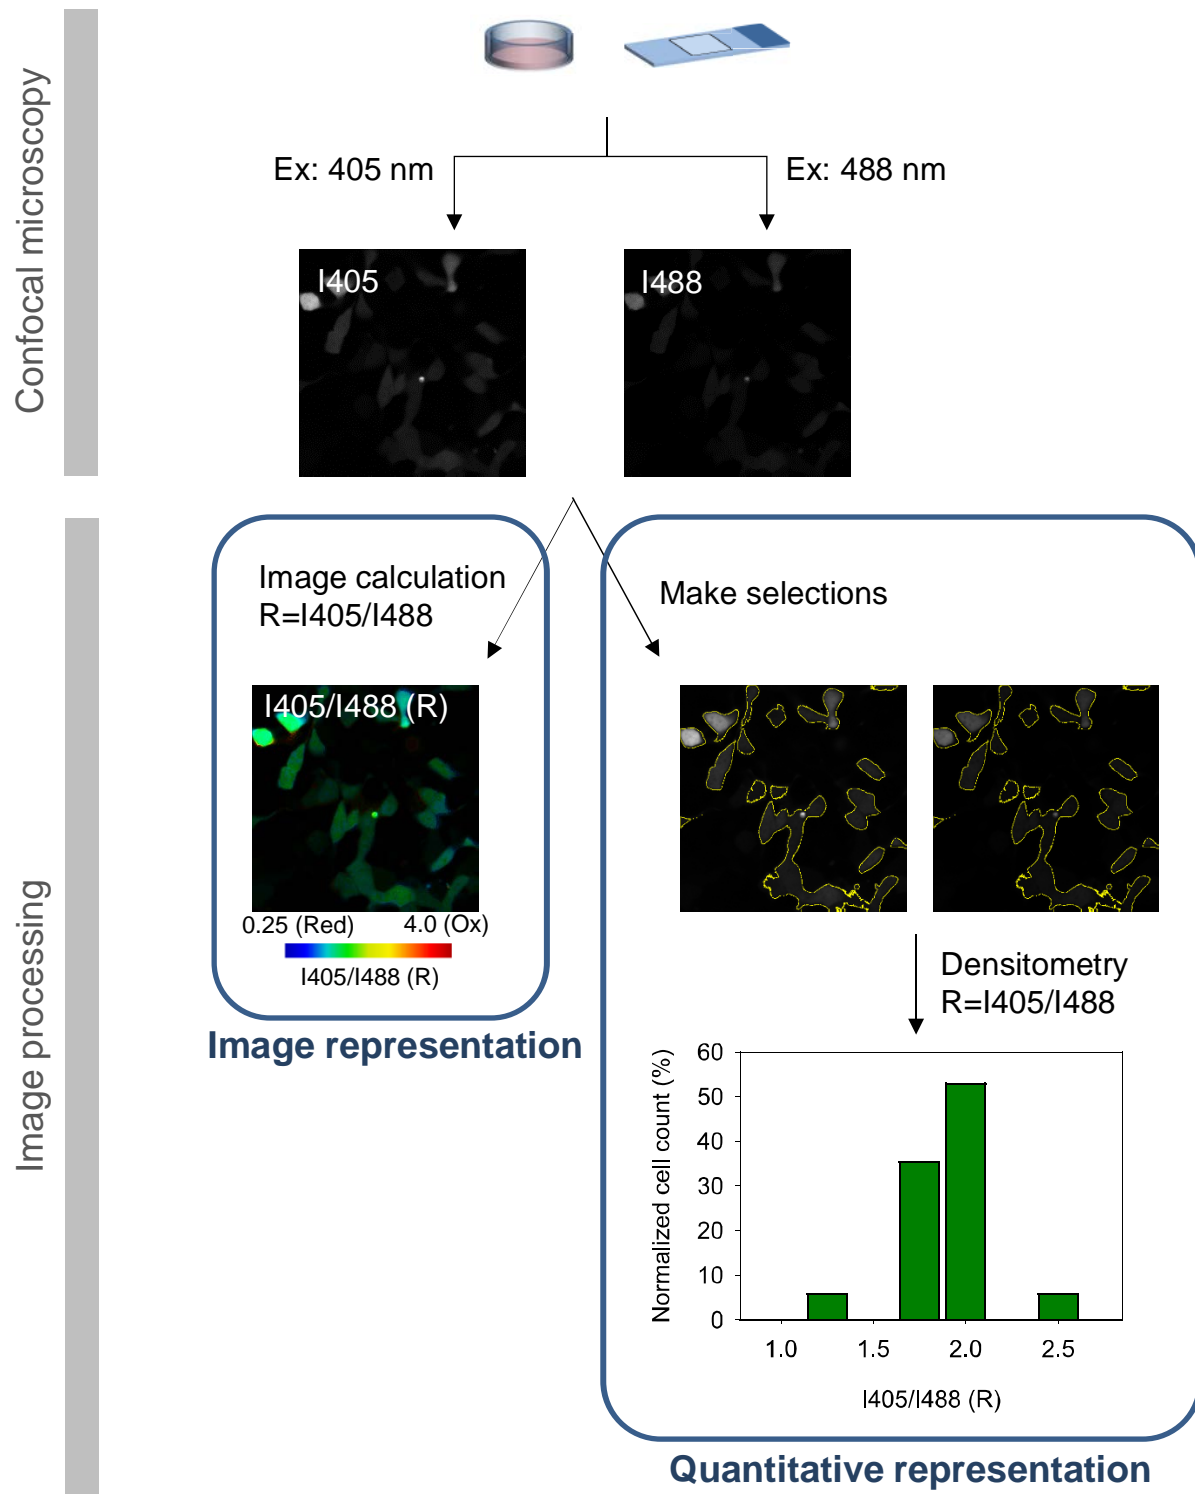 Confocal microscopy
Ex: 405 nm
Ex: 488 nm
I405
I488
Image processing
Image calculation
R=I405/I488
Make selections
I405/I488 (R)
0.25 (Red)
4.0 (Ox)
I405/I488 (R)
Image representation
Densitometry
R=I405/I488
Normalized cell count (%)
60
50
40
30
20
10
0
1.0
1.5
2.0
2.5
I405/I488 (R)
Quantitative representation